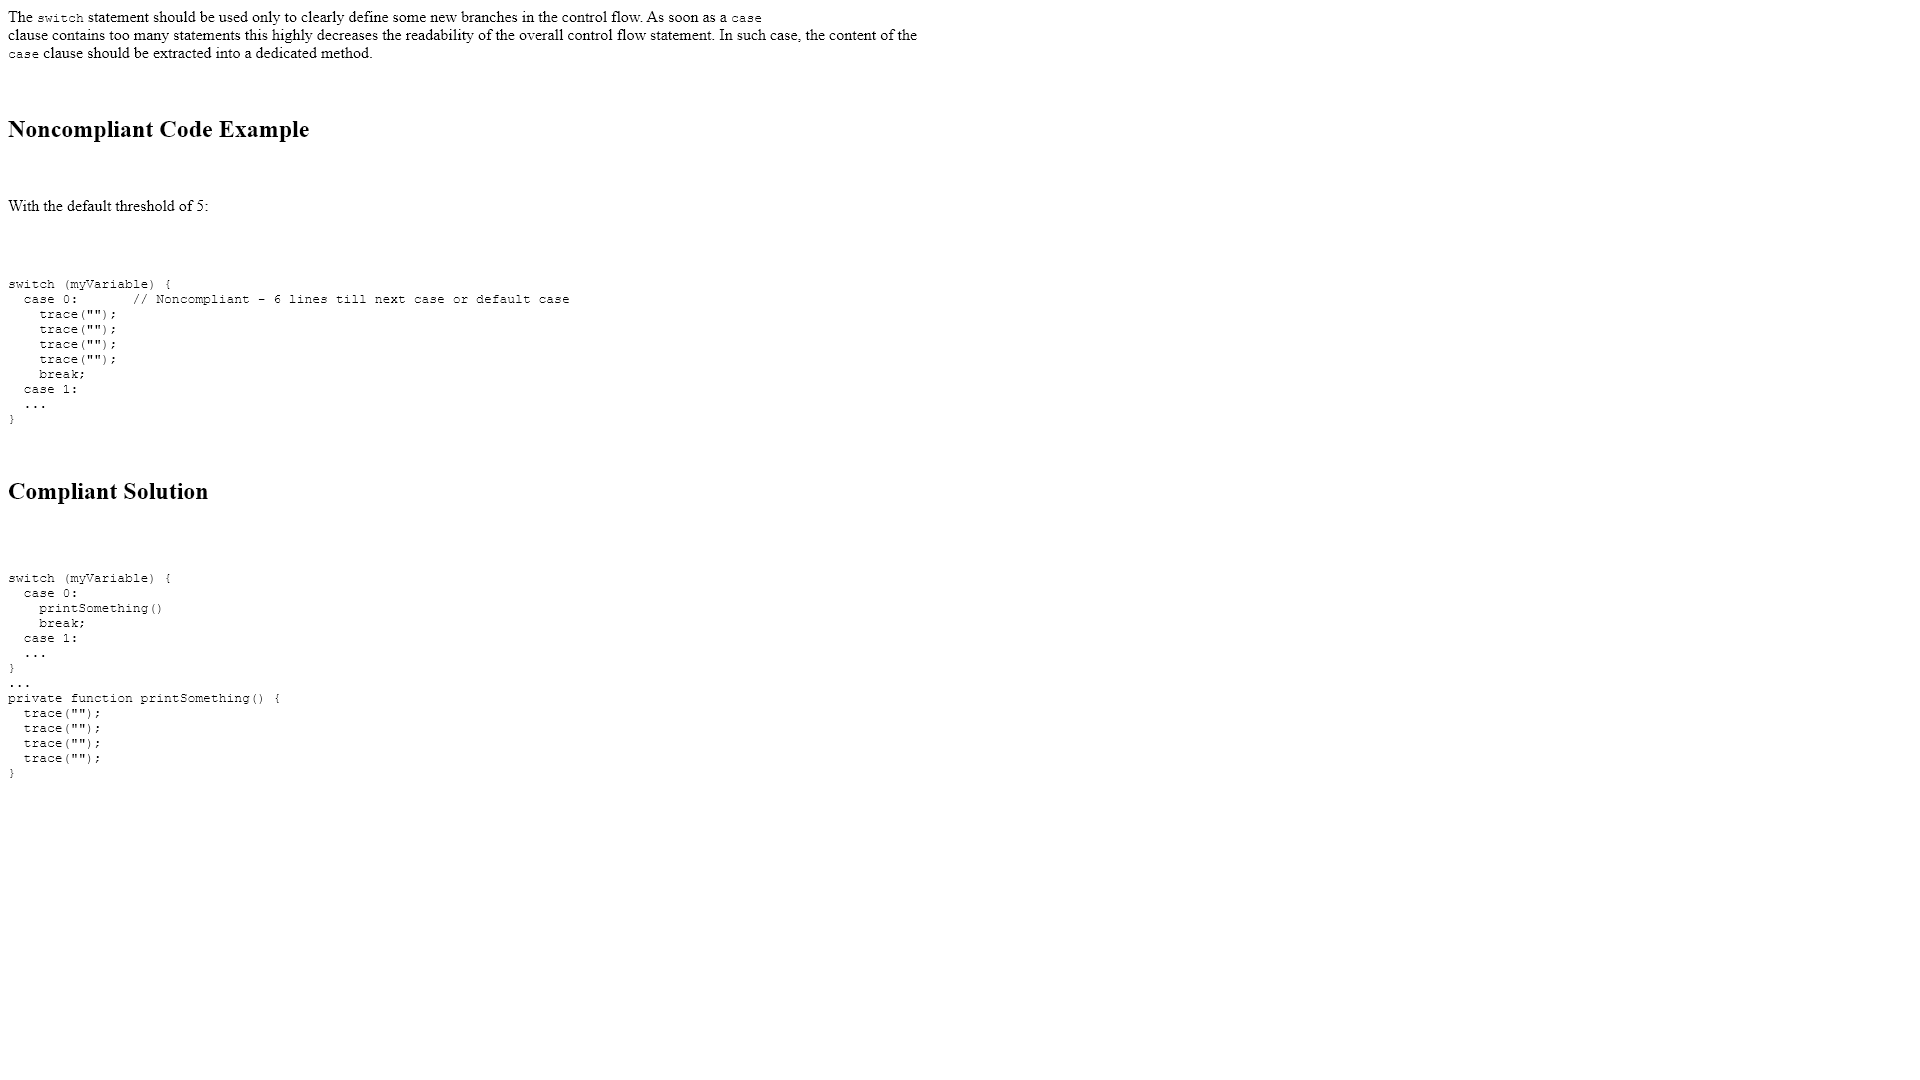 The switch statement should be used only to clearly define some new branches in the control flow. As soon as a case
clause contains too many statements this highly decreases the readability of the overall control flow statement. In such case, the content of the
case clause should be extracted into a dedicated method.
Noncompliant Code Example
With the default threshold of 5:
switch (myVariable) {
  case 0:       // Noncompliant - 6 lines till next case or default case
    trace("");
    trace("");
    trace("");
    trace("");
    break;
  case 1:
  ...
}
Compliant Solution
switch (myVariable) {
  case 0:
    printSomething()
    break;
  case 1:
  ...
}
...
private function printSomething() {
  trace("");
  trace("");
  trace("");
  trace("");
}